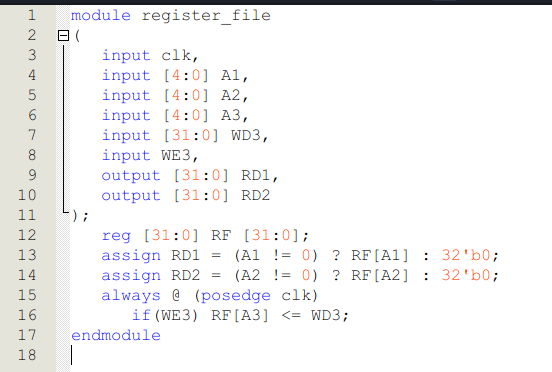 1 module register_file
2 (
3 input clk,
4 input [4:0] A1,
5 input [4:0] A2,
6 input [4:0] A3,
7 input [31:0] WD3,
8 input WE3,
9 output [31:0] RD1,
10 output [31:0] RD2
11 );
12 reg [31:0] RF [31:0];
13 assign RD1 = (A1 != 0) ? RF[A1] : 32'b0;
14 assign RD2 = (A2 != 0) ? RF[A2] : 32'b0;
15 always @ (posedge clk)
16 if(WE3) RF[A3] <= WD3;
17 endmodule
18